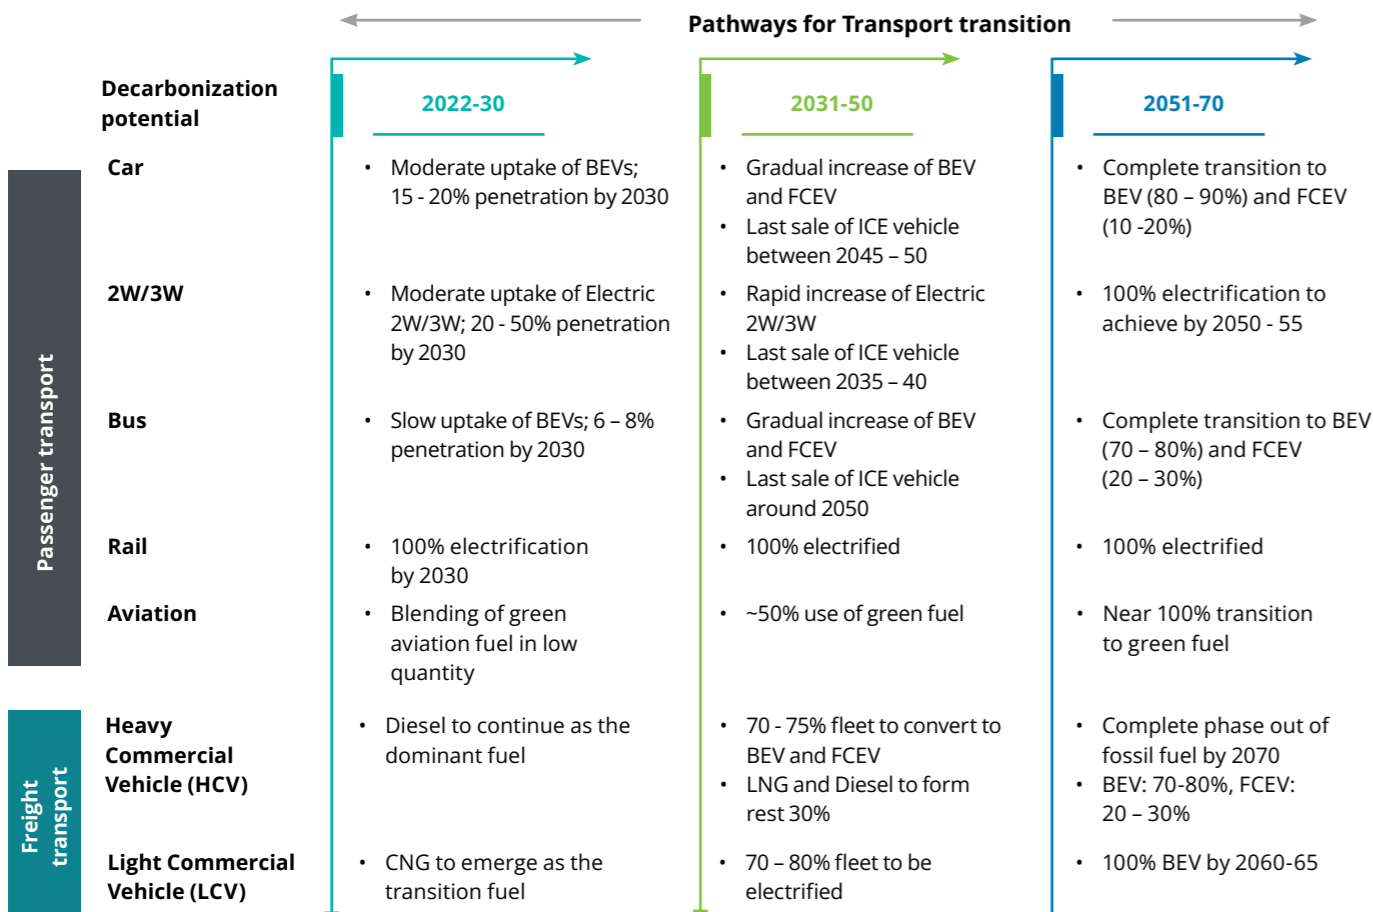 Pathways for Transport transition
Decarbonization
potential
2022-30
2031-50
2051-70
Passenger transport
Car
• Moderate uptake of BEVs;
15 - 20% penetration by 2030
• Gradual increase of BEV
and FCEV
• Last sale of ICE vehicle
between 2045 – 50
• Complete transition to
BEV (80 – 90%) and FCEV
(10 -20%)
2W/3W
• Moderate uptake of Electric
2W/3W; 20 - 50% penetration
by 2030
• Rapid increase of Electric
2W/3W
• Last sale of ICE vehicle
between 2035 – 40
• 100% electrification to
achieve by 2050 - 55
Bus
• Slow uptake of BEVs; 6 – 8%
penetration by 2030
• Gradual increase of BEV
and FCEV
• Last sale of ICE vehicle
around 2050
• Complete transition to BEV
(70 – 80%) and FCEV
(20 – 30%)
Rail
• 100% electrification
by 2030
• 100% electrified
• 100% electrified
Aviation
• Blending of green
aviation fuel in low
quantity
• ~50% use of green fuel
• Near 100% transition
to green fuel
Freight
transport
Heavy
Commercial
Vehicle (HCV)
• Diesel to continue as the
dominant fuel
• 70 - 75% fleet to convert to
BEV and FCEV
• LNG and Diesel to form
rest 30%
• Complete phase out of
fossil fuel by 2070
• BEV: 70-80%, FCEV:
20 – 30%
Light Commercial
Vehicle (LCV)
• CNG to emerge as the
transition fuel
• 70 – 80% fleet to be
electrified
• 100% BEV by 2060-65